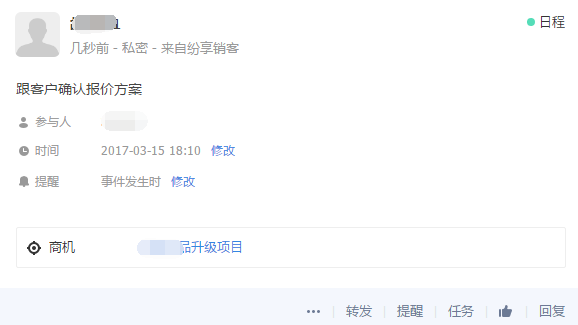 日程
几秒前 - 私密 - 来自纷享销客
跟客户确认报价方案
参与人
时间 2017-03-15 18:10 修改
提醒 事件发生时 修改
商机 品升级项目
转发 提醒 任务 回复